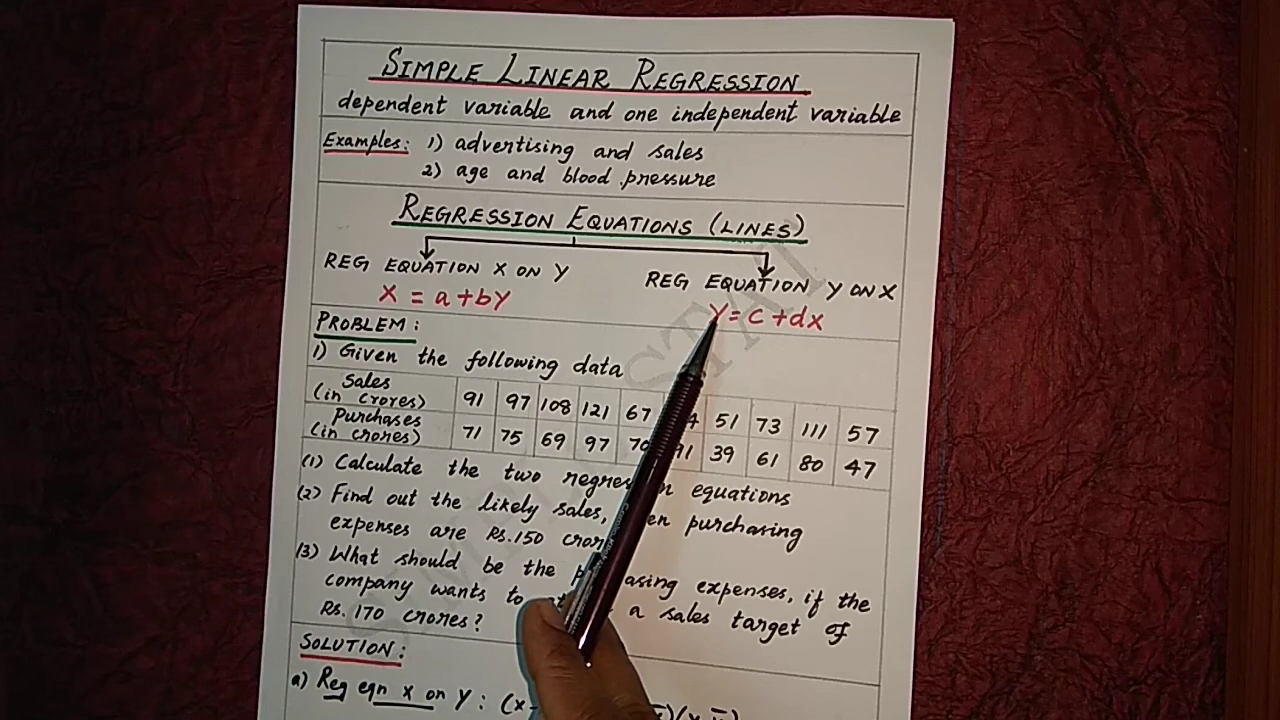 SIMPLE LINEAR REGRESSION
dependent variable and one independent variable
Examples: 1) advertising and sales
2) age and blood pressure
REGRESSION EQUATIONS (LINES)
REG EQUATION X ON Y
X = a+bY
REG EQUATION Y ON X
Y = C+dX
PROBLEM:
1) Given the following data
Sales (in crores) 91 97 108 121 67 51 73 111 57
Purchases (in crores) 71 75 69 97 70 91 39 61 80 47
(1) Calculate the two equations
(2) Find out the likely sales, purchasing
expenses are Rs.150
(3) What should be the expenses, if the
company wants to a sales target of
Rs. 170 crores?
SOLUTION:
a) Reg eqn X on Y: